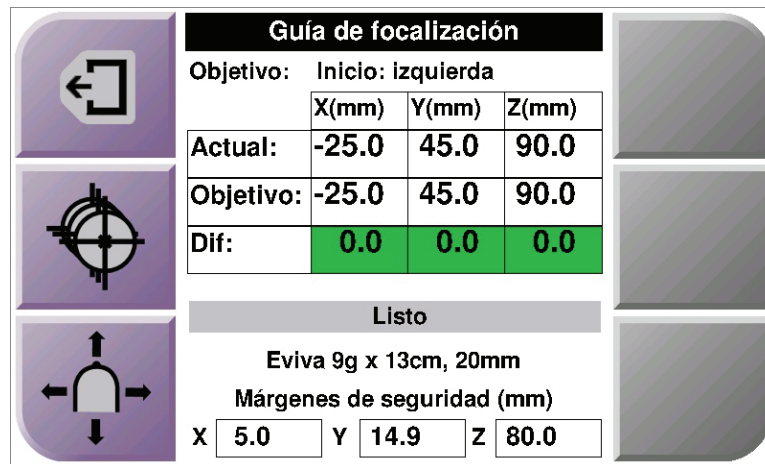 Guía de focalización
Objetivo: Inicio: izquierda
X(mm) Y(mm) Z(mm)
Actual: -25.0 45.0 90.0
Objetivo: -25.0 45.0 90.0
Dif: 0.0 0.0 0.0
Listo
Eviva 9g x 13cm, 20mm
Márgenes de seguridad (mm)
X 5.0 Y 14.9 Z 80.0